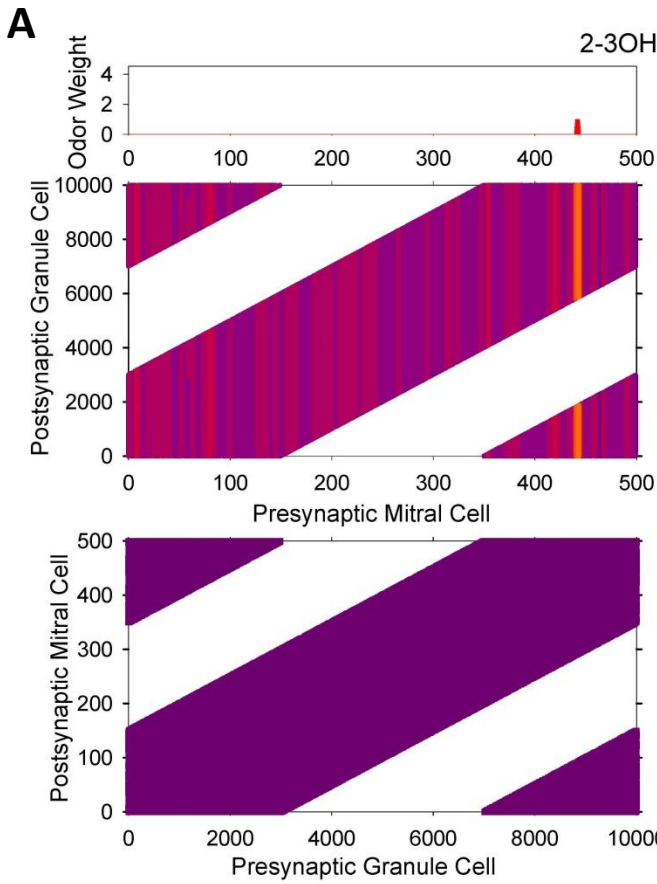 A
2-3OH
Odor Weight
4
2
0
0 100 200 300 400 500
Postsynaptic Granule Cell
10000
8000
6000
4000
2000
0
0 100 200 300 400 500
Presynaptic Mitral Cell
Postsynaptic Mitral Cell
500
400
300
200
100
0
0 2000 4000 6000 8000 10000
Presynaptic Granule Cell